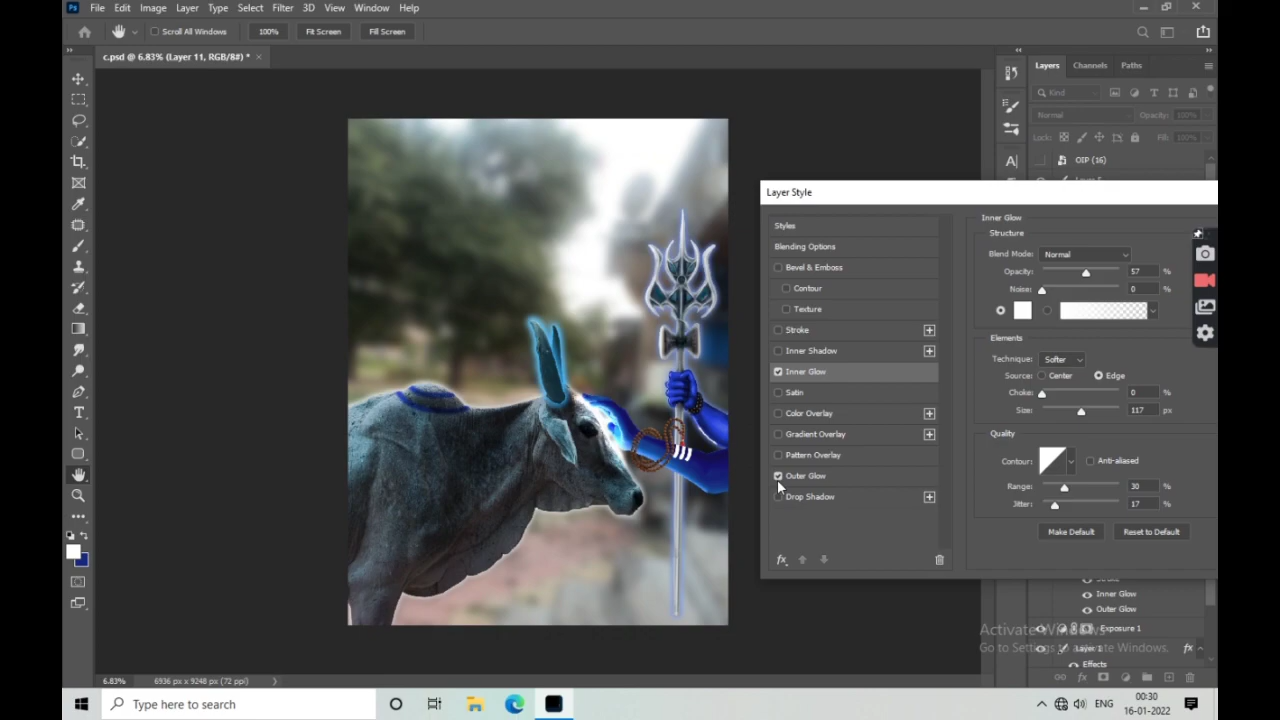 Ps File Edit Image Layer Type Select Filter 3D View Window Help
Scroll All Windows 100% Fit Screen Fill Screen
c.psd @ 6.83% (Layer 11, RGB/8#) * ×
Layers Channels Paths
Kind
Normal Opacity: 100%
Lock: Fill: 100%
OIP (16)
Layer Style
Styles
Blending Options
Bevel & Emboss
Contour
Texture
Stroke
Inner Shadow
Inner Glow
Satin
Color Overlay
Gradient Overlay
Pattern Overlay
Outer Glow
Drop Shadow
fx
Inner Glow
Structure
Blend Mode: Normal
Opacity: 57 %
Noise: 0 %
Elements
Technique: Softer
Source: Center Edge
Choke: 0 %
Size: 117 px
Quality
Contour: Anti-aliased
Range: 30 %
Jitter: 17 %
Make Default Reset to Default
Inner Glow
Outer Glow
Exposure 1
Layer 1 fx
Effects
Activate Windows
Go to Settings to activate Windows.
6.83% 6936 px x 9248 px (72 ppi)
Type here to search
ENG
00:30
16-01-2022